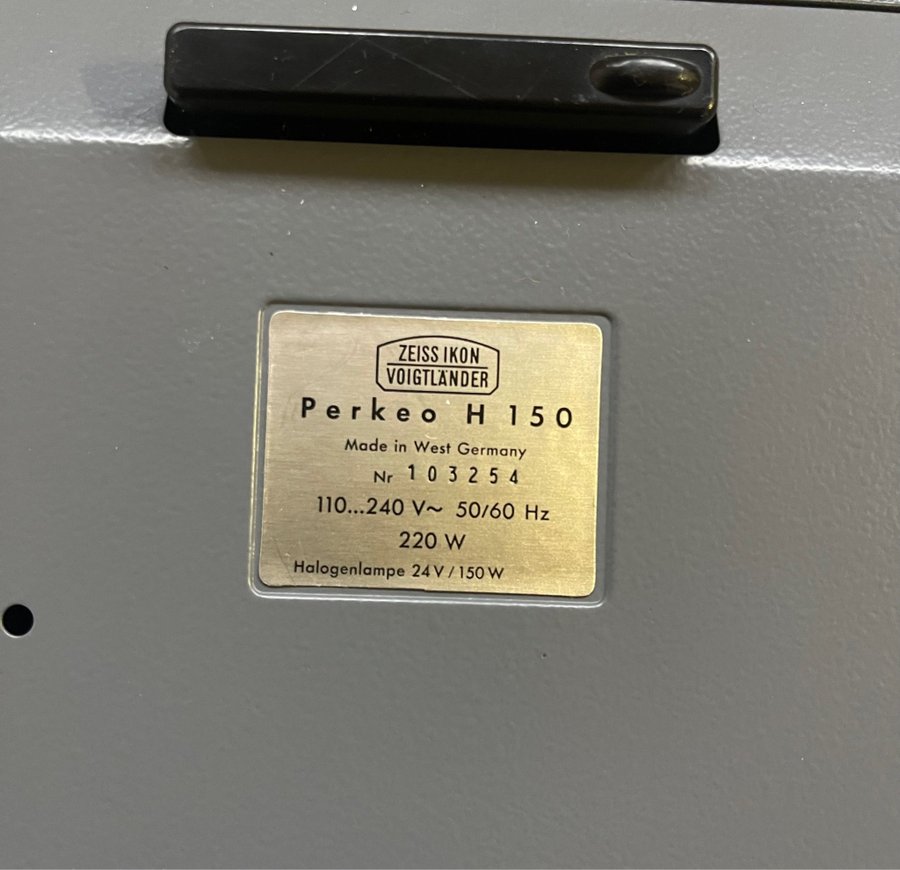 ZEISS IKON
VOIGTLÄNDER
Perkeo H 150
Made in West Germany
Nr 103254
110...240 V~ 50/60 Hz
220 W
Halogenlampe 24 V / 150 W